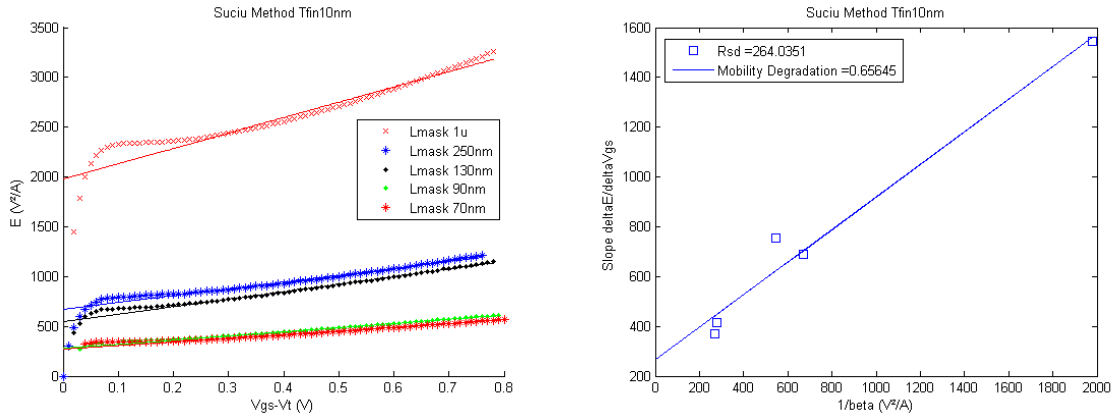 Suciu Method Tfin10nm
3500
3000
2500
2000
1500
1000
500
0
E (V²/A)
Lmask 1u
Lmask 250nm
Lmask 130nm
Lmask 90nm
Lmask 70nm
0 0.1 0.2 0.3 0.4 0.5 0.6 0.7 0.8
Vgs-Vt (V)
Suciu Method Tfin10nm
1600
1400
1200
1000
800
600
400
200
Slope deltaE/deltaVgs
Rsd =264.0351
Mobility Degradation =0.65645
0 200 400 600 800 1000 1200 1400 1600 1800 2000
1/beta (V²/A)